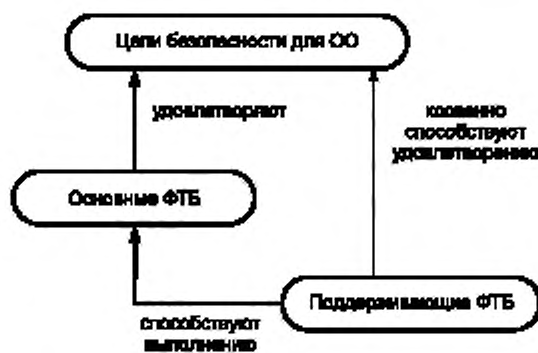 Цели безопасности для ОО
удовлетворяют
косвенно
способствуют
удовлетворению
Основные ФТБ
Поддерживающие ФТБ
способствуют
выполнению